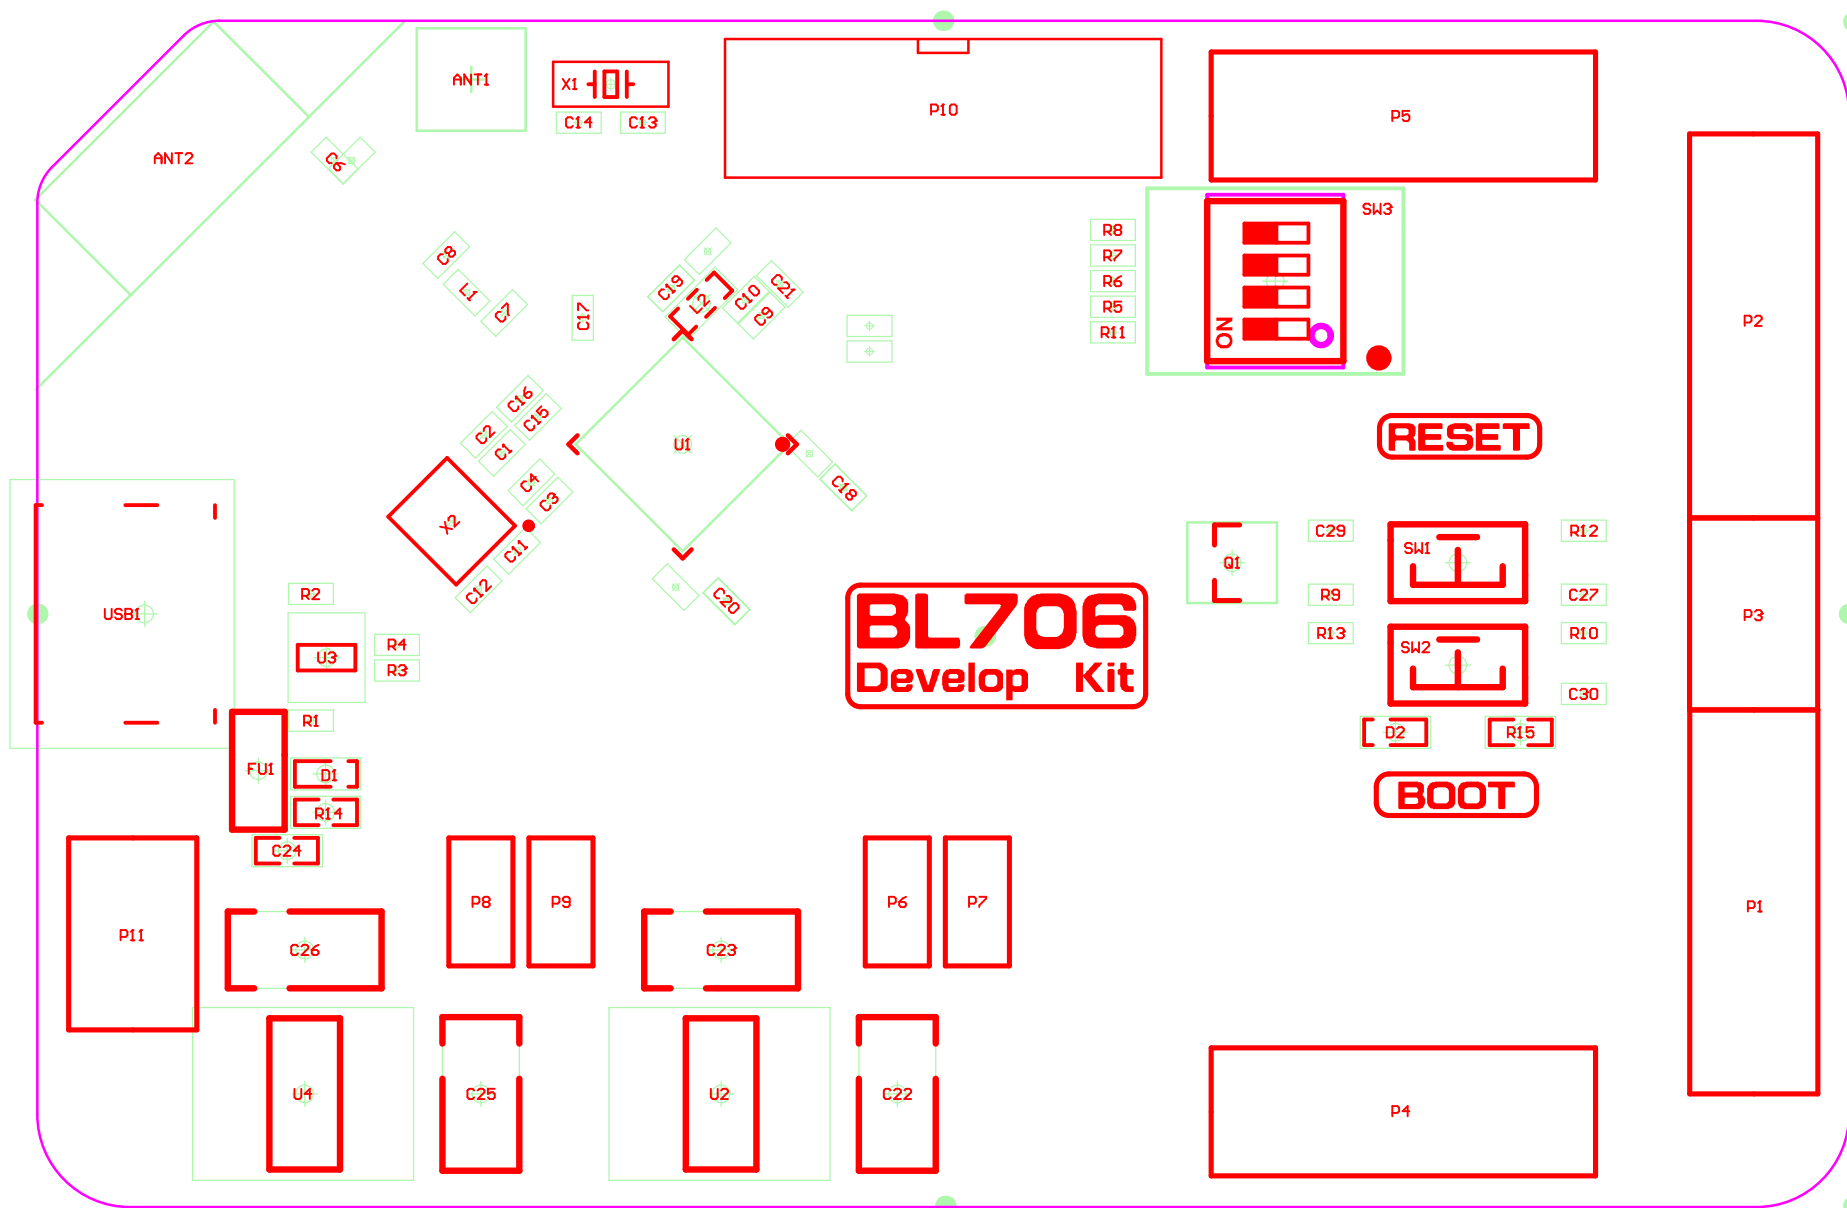 ANT1
X1
C14
C13
P10
P5
ANT2
C6
SW3
R8
R7
R6
R5
R11
ON
C8
L1
C7
C17
C19
L2
C10
C21
C9
P2
C16
C15
C2
C1
U1
RESET
C4
C3
C18
X2
C11
C12
C20
Q1
C29
SW1
R12
R9
C27
R13
SW2
R10
C30
P3
USB1
R2
U3
R4
R3
R1
BL706
Develop Kit
D2
R15
FU1
D1
R14
C24
BOOT
P8
P9
P6
P7
P1
P11
C26
C23
U4
C25
U2
C22
P4